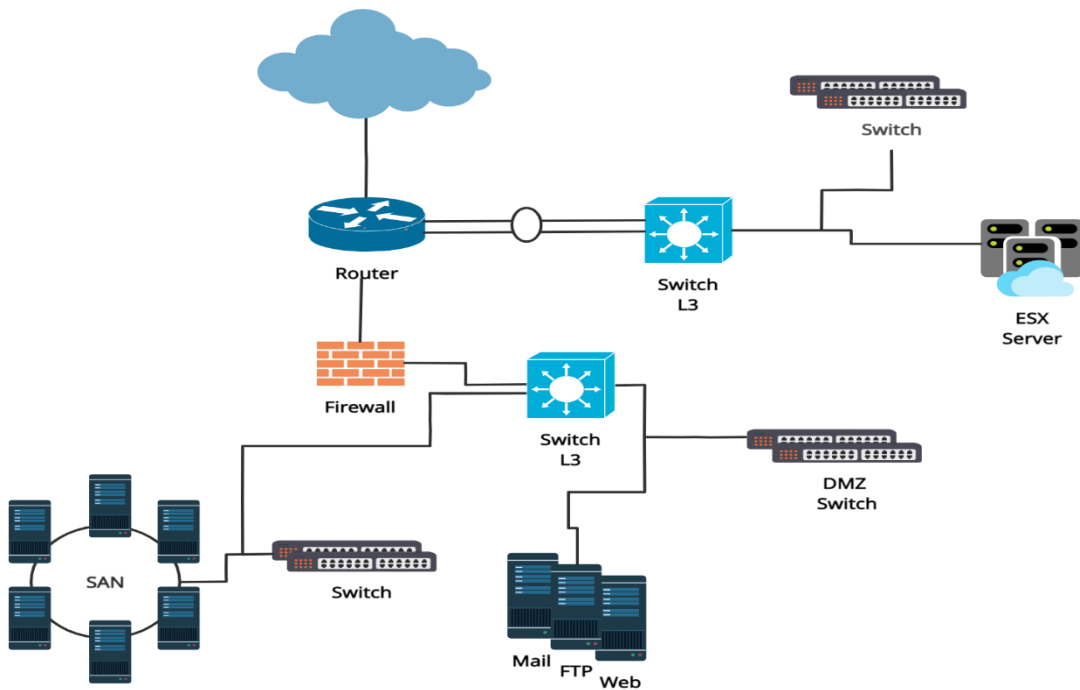 Switch
Router
Switch
L3
ESX
Server
Firewall
Switch
L3
DMZ
Switch
SAN
Switch
Mail
FTP
Web